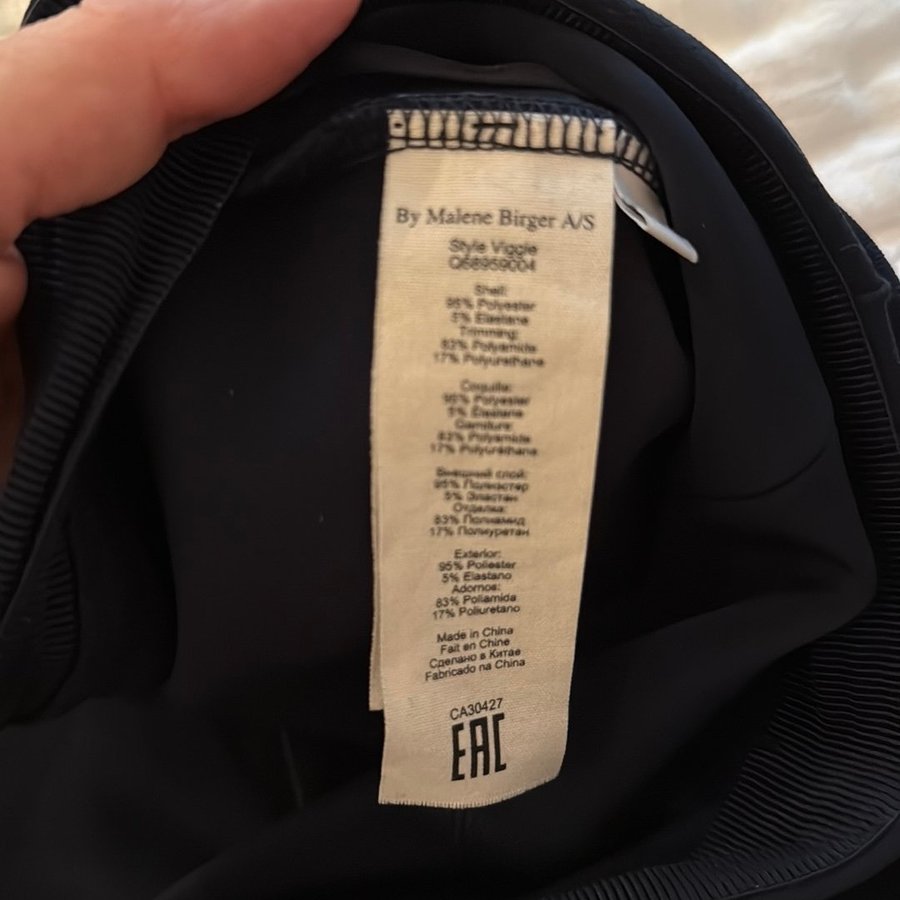 By Malene Birger A/S
Style Viggie
Q68959004
Shell:
95% Polyester
5% Elastane
Trimming:
83% Polyamide
17% Polyurethane
Coquille:
95% Polyester
5% Elastane
Garniture:
83% Polyamide
17% Polyuréthane
Внешний слой:
95% Полиэстер
5% Эластан
Отделка:
83% Полиамид
17% Полиуретан
Exterior:
95% Poliester
5% Elastano
Adornos:
83% Poliamida
17% Poliuretano
Made in China
Fait en Chine
Сделано в Китае
Fabricado na China
CA30427
EAC